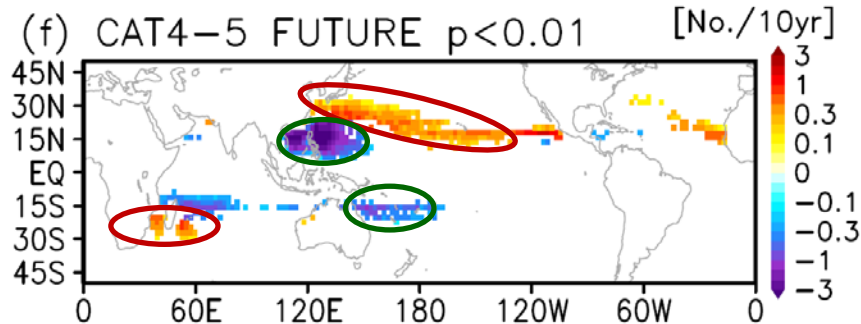 (f) CAT4-5 FUTURE p<0.01
[No./10yr]
45N
30N
15N
EQ
15S
30S
45S
0
60E
120E
180
120W
60W
0
3
1
0.3
0.1
0
-0.1
-0.3
-1
-3